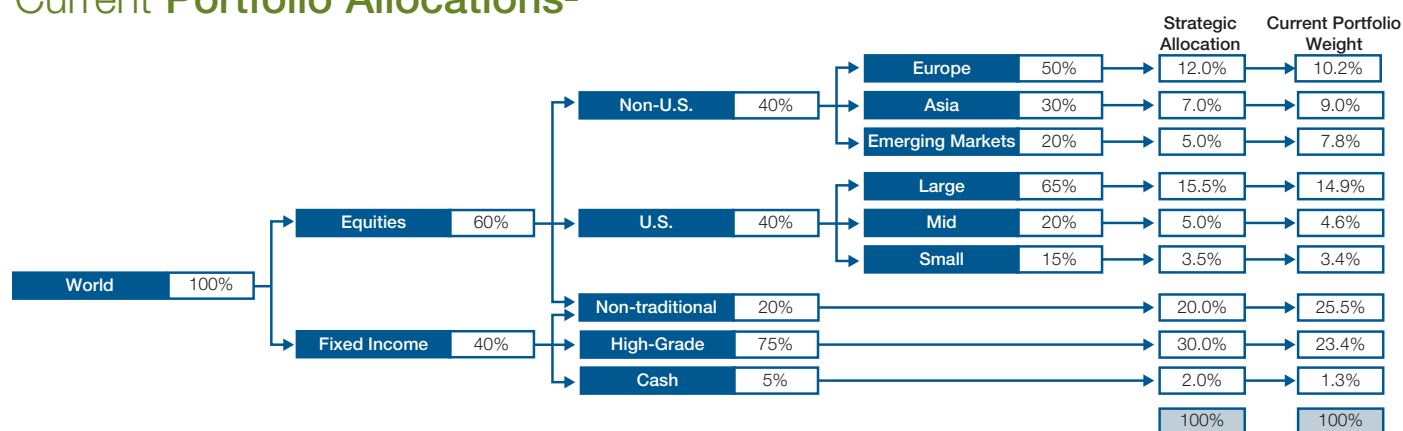 Current Portfolio Allocations
Strategic Allocation
Current Portfolio Weight
Europe 50% 12.0% 10.2%
Non-U.S. 40% Asia 30% 7.0% 9.0%
Emerging Markets 20% 5.0% 7.8%
Large 65% 15.5% 14.9%
Equities 60% U.S. 40% Mid 20% 5.0% 4.6%
Small 15% 3.5% 3.4%
World 100%
Non-traditional 20% 20.0% 25.5%
Fixed Income 40% High-Grade 75% 30.0% 23.4%
Cash 5% 2.0% 1.3%
100% 100%